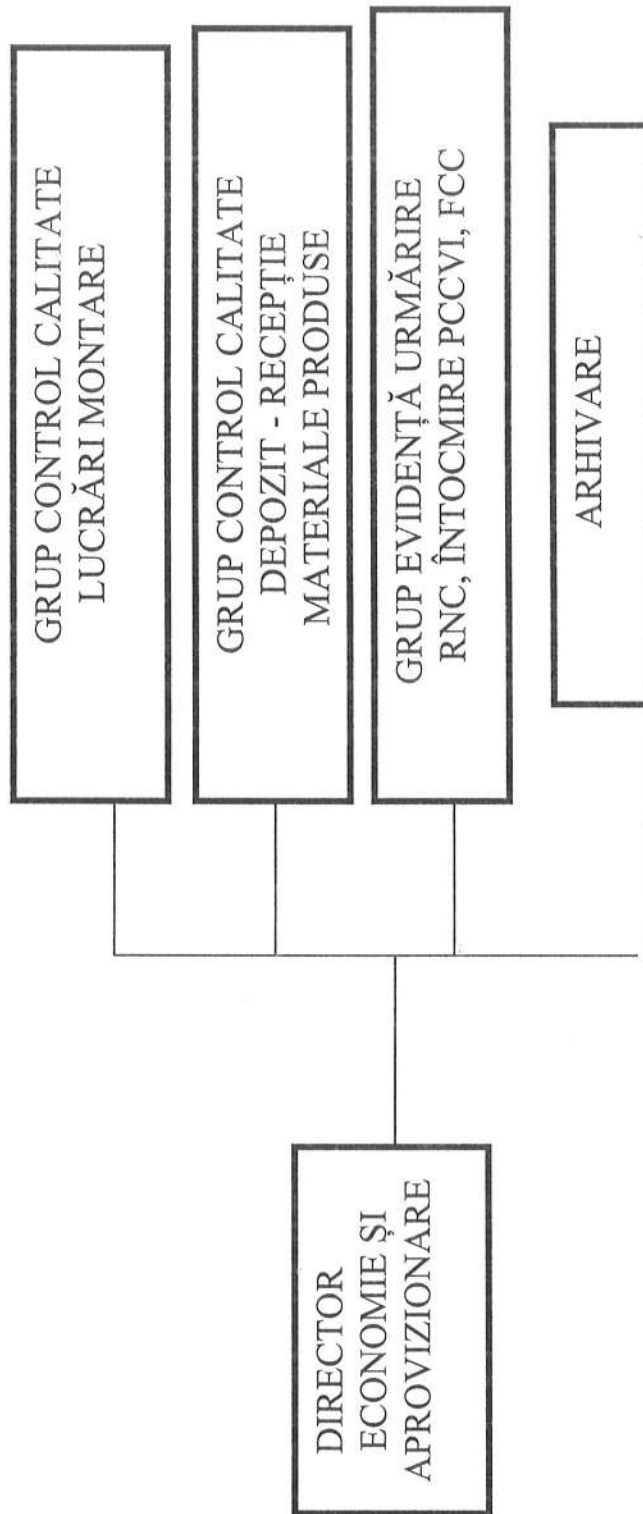 GRUP CONTROL CALITATE
LUCRĂRI MONTARE
GRUP CONTROL CALITATE
DEPOZIT - RECEPȚIE
MATERIALE PRODUSE
GRUP EVIDENȚĂ URMĂRIRE
RNC, ÎNTOCMIRE PCCVI, FCC
ARHIVARE
DIRECTOR
ECONOMIE ȘI
APROVIZIONARE